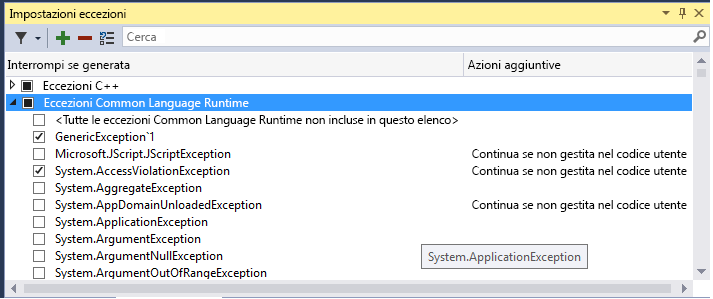 Impostazioni eccezioni
Cerca
Interrompi se generata Azioni aggiuntive
Eccezioni C++
Eccezioni Common Language Runtime
<Tutte le eccezioni Common Language Runtime non incluse in questo elenco>
GenericException`1
Microsoft.JScript.JScriptException Continua se non gestita nel codice utente
System.AccessViolationException Continua se non gestita nel codice utente
System.AggregateException
System.AppDomainUnloadedException Continua se non gestita nel codice utente
System.ApplicationException
System.ArgumentException
System.ArgumentNullException System.ApplicationException
System.ArgumentOutOfRangeException